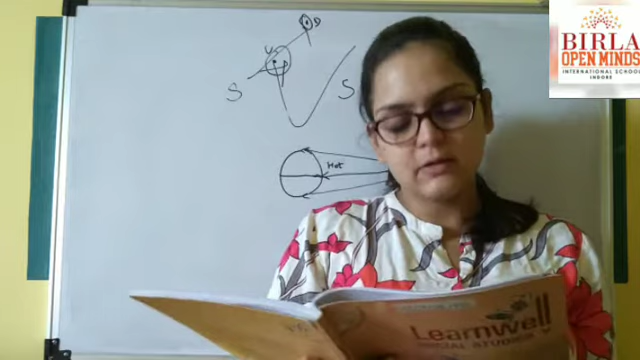 BIRLA
OPEN MINDS
INTERNATIONAL SCHOOL
INDORE
S
S
Hot
Learnwell
SOCIAL STUDIES V